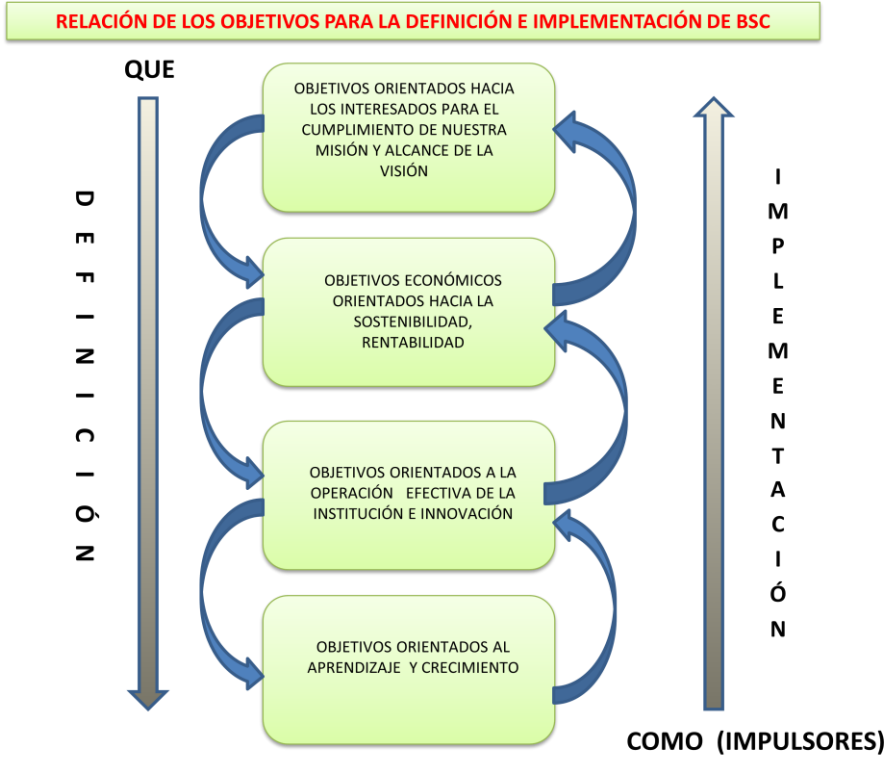 RELACIÓN DE LOS OBJETIVOS PARA LA DEFINICIÓN E IMPLEMENTACIÓN DE BSC
QUE
OBJETIVOS ORIENTADOS HACIA
LOS INTERESADOS PARA EL
CUMPLIMIENTO DE NUESTRA
MISIÓN Y ALCANCE DE LA
VISIÓN
DEFINICIÓN
IMPLEMENTACIÓN
OBJETIVOS ECONÓMICOS
ORIENTADOS HACIA LA
SOSTENIBILIDAD,
RENTABILIDAD
OBJETIVOS ORIENTADOS A LA
OPERACIÓN EFECTIVA DE LA
INSTITUCIÓN E INNOVACIÓN
OBJETIVOS ORIENTADOS AL
APRENDIZAJE Y CRECIMIENTO
COMO (IMPULSORES)